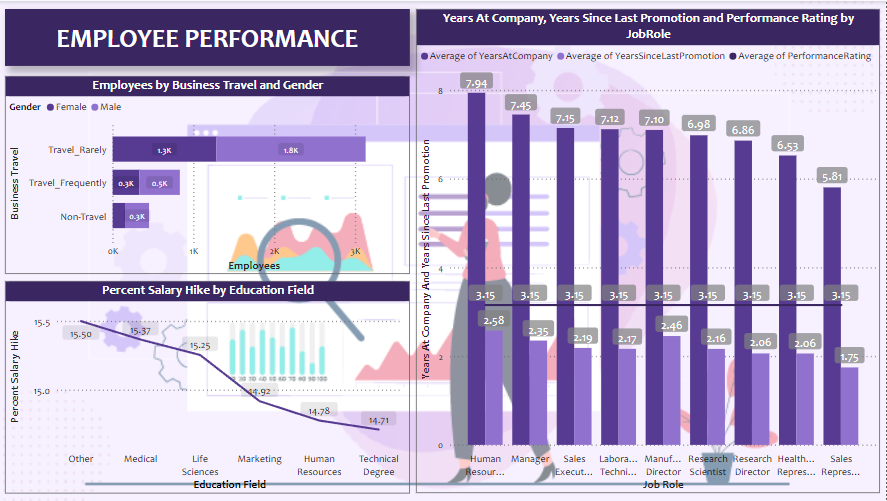 EMPLOYEE PERFORMANCE
Employees by Business Travel and Gender
Gender Female Male
Business Travel
Travel_Rarely 1.3K 1.8K
Travel_Frequently 0.3K 0.5K
Non-Travel 0.3K
0K 1K 2K 3K
Employees
Percent Salary Hike by Education Field
Percent Salary Hike
15.5
15.0
15.50 15.37 15.25 14.92 14.78 14.71
Other Medical Life Marketing Human Technical
Sciences Resources Degree
Education Field
Years At Company, Years Since Last Promotion and Performance Rating by
JobRole
Average of YearsAtCompany Average of YearsSinceLastPromotion Average of PerformanceRating
Years At Company And Years Since Last Promotion
8
6
4
2
0
7.94 7.45 7.15 7.12 7.10 6.98 6.86 6.53 5.81
3.15 3.15 3.15 3.15 3.15 3.15 3.15 3.15 3.15
2.58 2.35 2.19 2.17 2.46 2.16 2.06 2.06 1.75
Human Manager Sales Labora... Manuf... Research Research Health... Sales
Resour... Execut... Techni... Director Scientist Director Repres... Repres...
Job Role